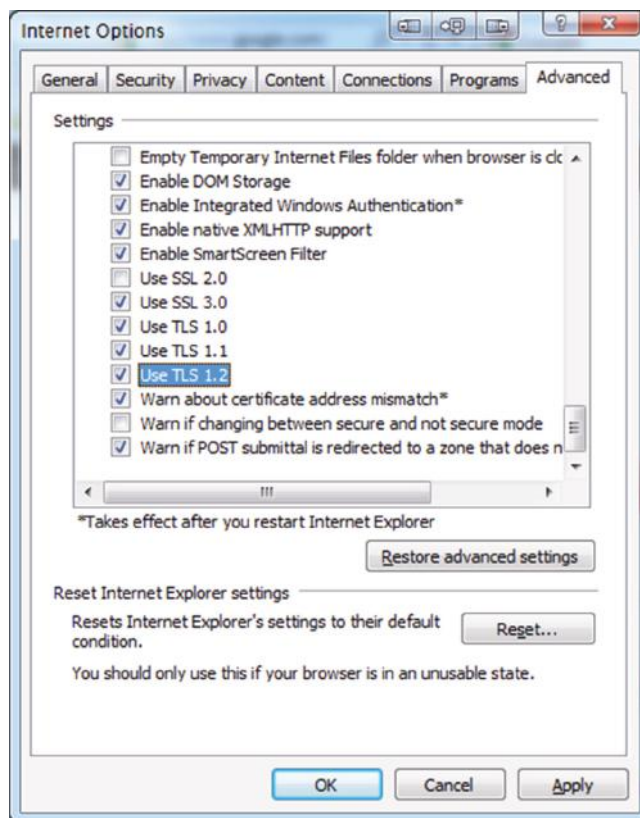 Internet Options
General Security Privacy Content Connections Programs Advanced
Settings
Empty Temporary Internet Files folder when browser is clo
Enable DOM Storage
Enable Integrated Windows Authentication*
Enable native XMLHTTP support
Enable SmartScreen Filter
Use SSL 2.0
Use SSL 3.0
Use TLS 1.0
Use TLS 1.1
Use TLS 1.2
Warn about certificate address mismatch*
Warn if changing between secure and not secure mode
Warn if POST submittal is redirected to a zone that does n
*Takes effect after you restart Internet Explorer
Restore advanced settings
Reset Internet Explorer settings
Resets Internet Explorer's settings to their default
condition.
Reset...
You should only use this if your browser is in an unusable state.
OK Cancel Apply